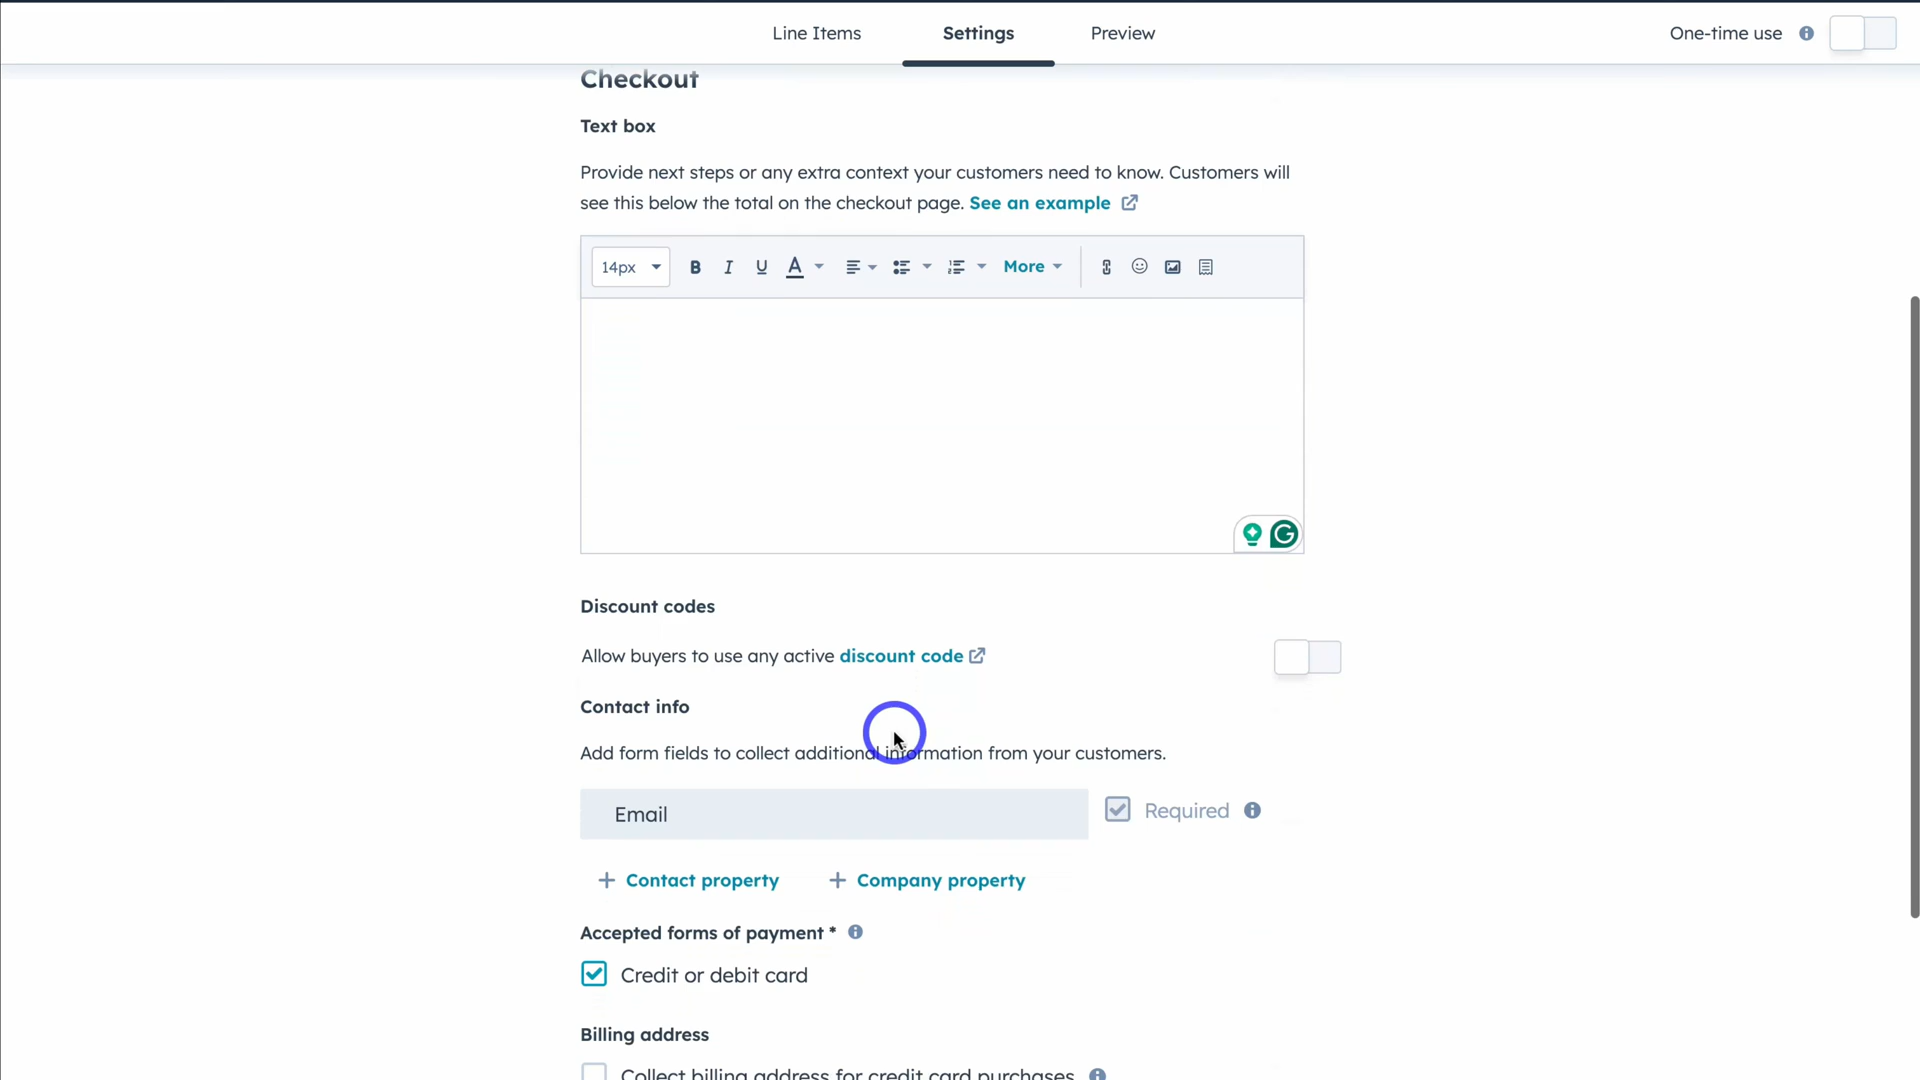 Line Items
Settings
Preview
One-time use
Checkout
Text box
Provide next steps or any extra context your customers need to know. Customers will
see this below the total on the checkout page. See an example
14px
B I U A More
Discount codes
Allow buyers to use any active discount code
Contact info
Add form fields to collect additional information from your customers.
Email
Required
+ Contact property
+ Company property
Accepted forms of payment *
Credit or debit card
Billing address
Collect billing address for credit card purchases